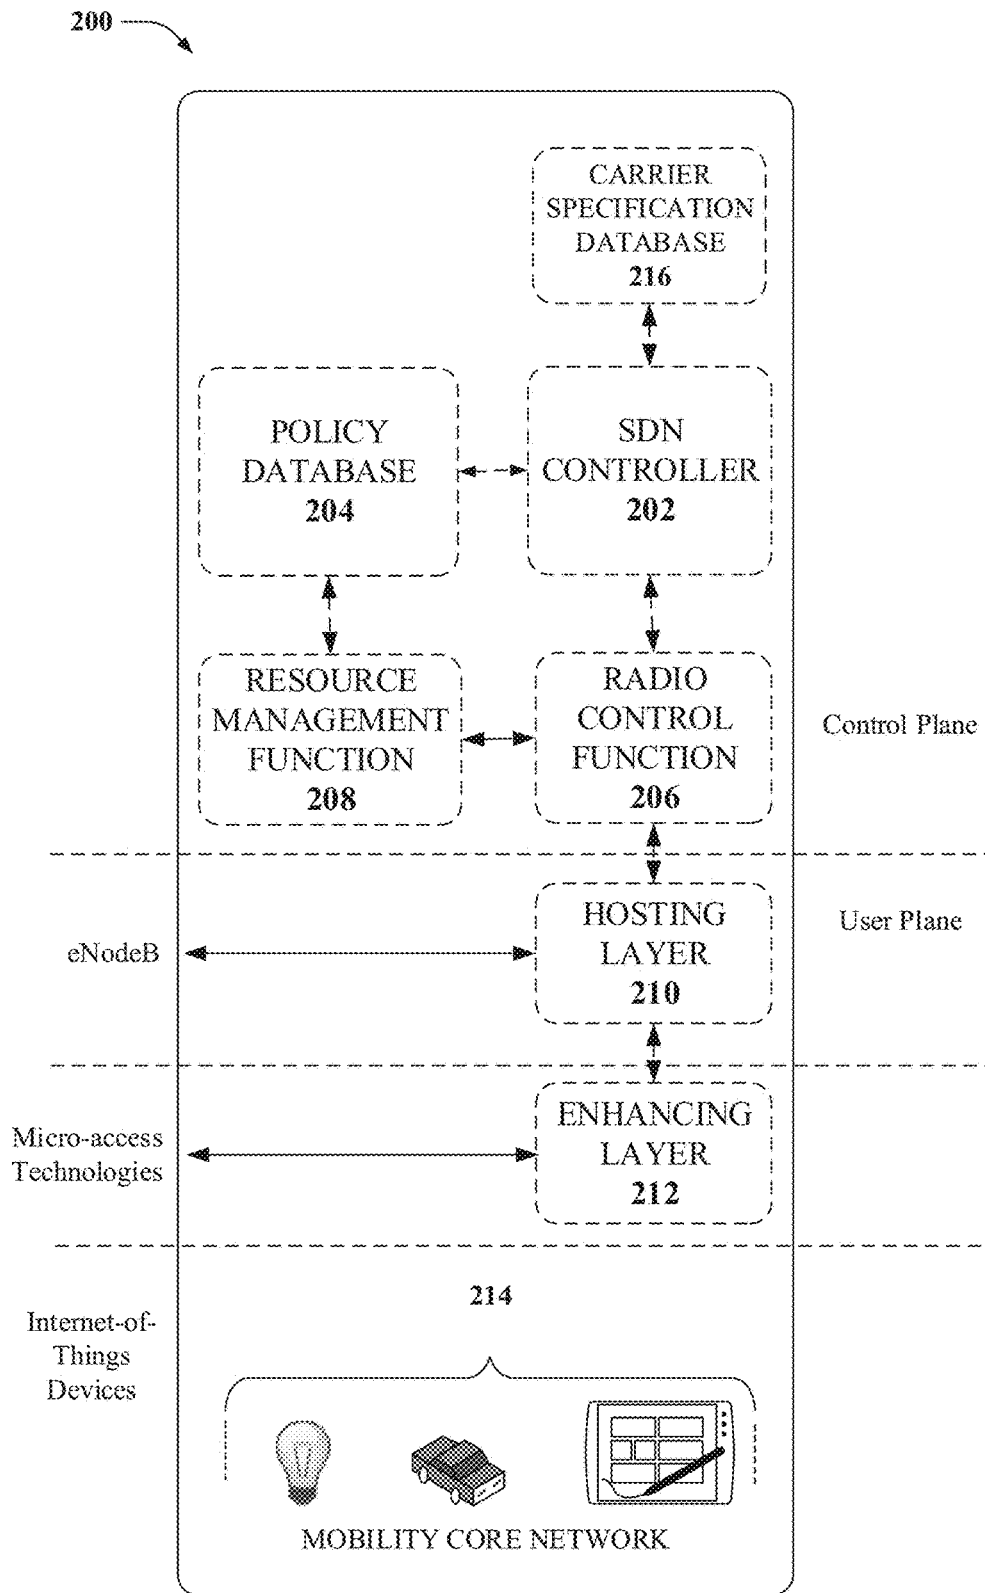 200
CARRIER
SPECIFICATION
DATABASE
216
POLICY
DATABASE
204
SDN
CONTROLLER
202
RESOURCE
MANAGEMENT
FUNCTION
208
RADIO
CONTROL
FUNCTION
206
Control Plane
eNodeB
HOSTING
LAYER
210
User Plane
Micro-access
Technologies
ENHANCING
LAYER
212
Internet-of-
Things
Devices
214
MOBILITY CORE NETWORK